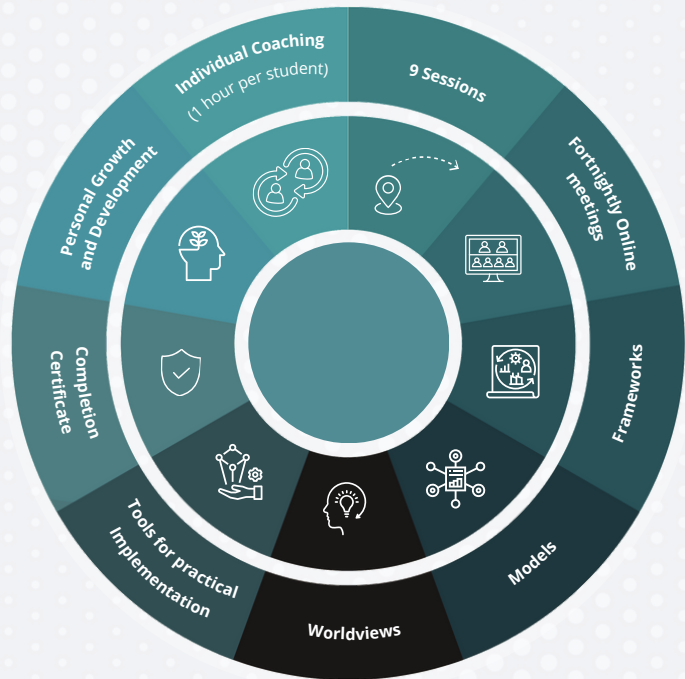 Individual Coaching
(1 hour per student)
9 Sessions
Fortnightly Online
meetings
Frameworks
Models
Worldviews
Tools for practical
Implementation
Completion
Certificate
Personal Growth
and Development